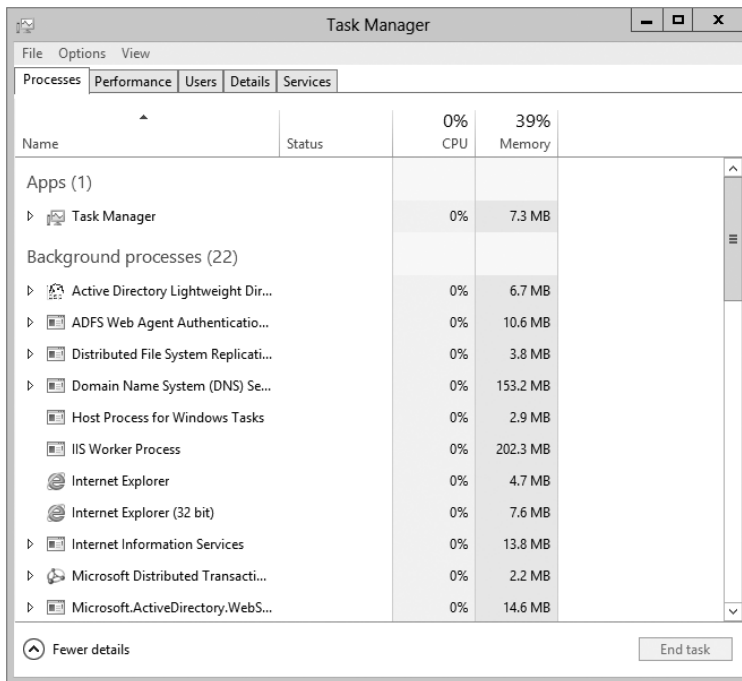 Task Manager
File Options View
Processes Performance Users Details Services
0% 39%
Name Status CPU Memory
Apps (1)
Task Manager 0% 7.3 MB
Background processes (22)
Active Directory Lightweight Dir... 0% 6.7 MB
ADFS Web Agent Authenticatio... 0% 10.6 MB
Distributed File System Replicati... 0% 3.8 MB
Domain Name System (DNS) Se... 0% 153.2 MB
Host Process for Windows Tasks 0% 2.9 MB
IIS Worker Process 0% 202.3 MB
Internet Explorer 0% 4.7 MB
Internet Explorer (32 bit) 0% 7.6 MB
Internet Information Services 0% 13.8 MB
Microsoft Distributed Transacti... 0% 2.2 MB
Microsoft.ActiveDirectory.WebS... 0% 14.6 MB
Fewer details End task